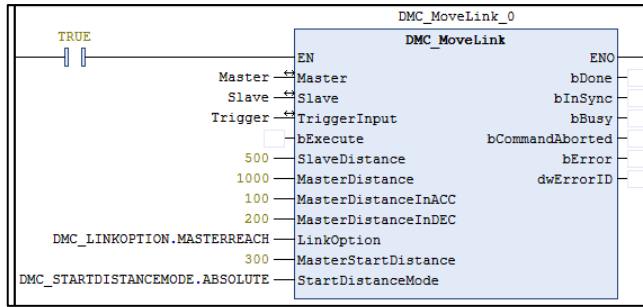 DMC_MoveLink_0
TRUE
DMC_MoveLink
EN ENO
Master Master bDone
Slave Slave bInSync
Trigger TriggerInput bBusy
bExecute bCommandAborted
500 SlaveDistance bError
1000 MasterDistance dwErrorID
100 MasterDistanceInACC
200 MasterDistanceInDEC
DMC_LINKOPTION.MASTERREACH LinkOption
300 MasterStartDistance
DMC_STARTDISTANCEMODE.ABSOLUTE StartDistanceMode